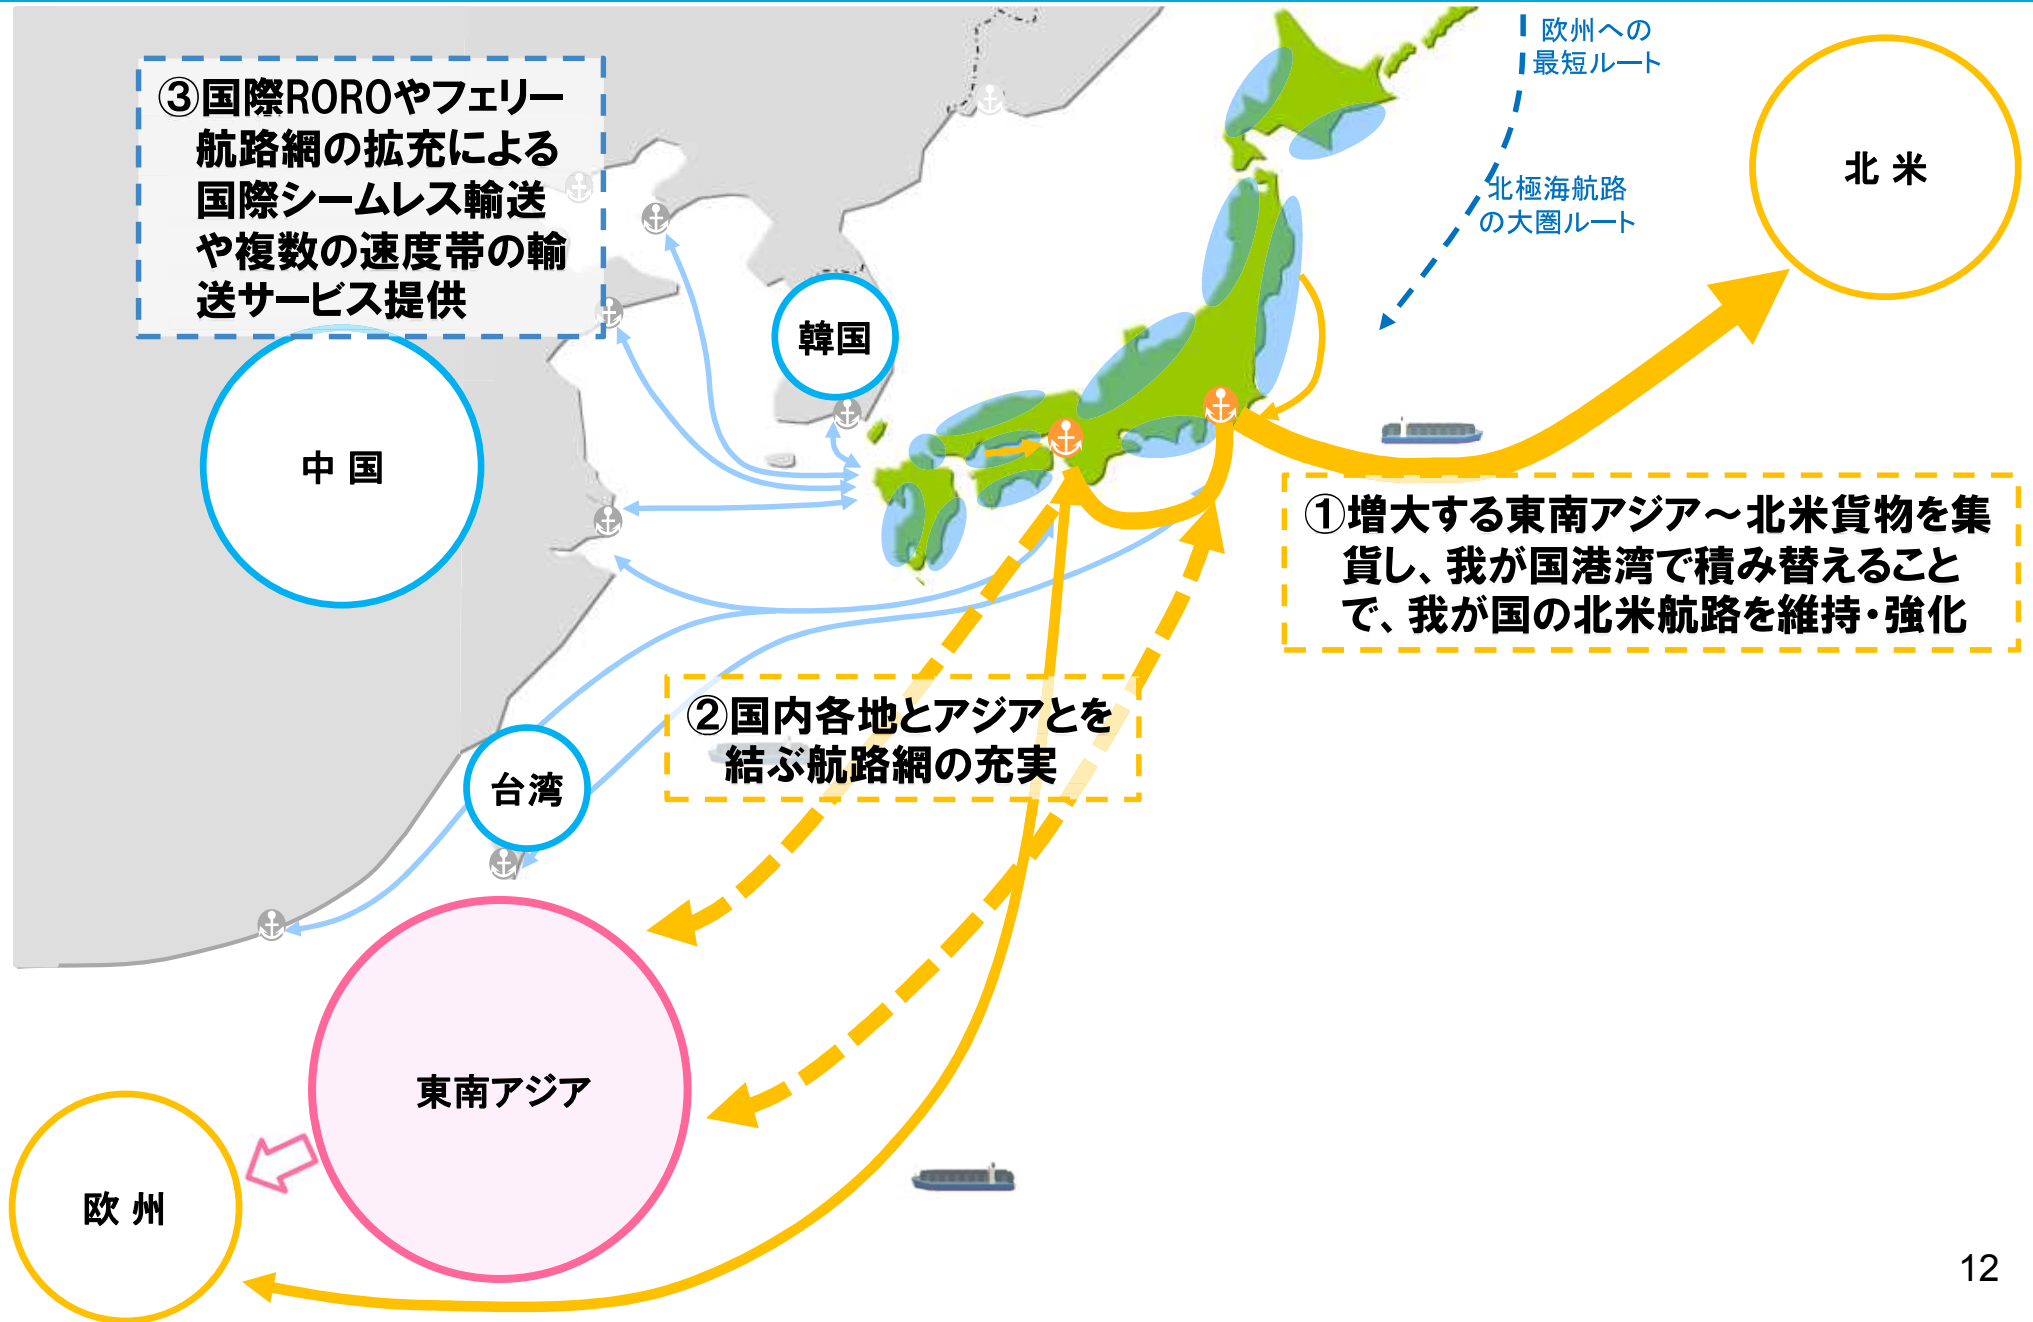 欧州への
最短ルート
③国際ROROやフェリー
航路網の拡充による
国際シームレス輸送
や複数の速度帯の輸
送サービス提供
北米
北極海航路
の大圏ルート
韓国
中国
①増大する東南アジア～北米貨物を集
貨し、我が国港湾で積み替えること
で、我が国の北米航路を維持・強化
②国内各地とアジアとを
結ぶ航路網の充実
台湾
東南アジア
欧州
12